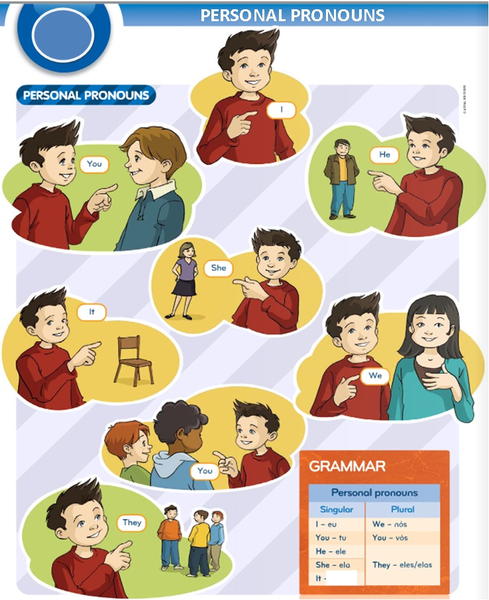 PERSONAL PRONOUNS
PERSONAL PRONOUNS
I
You
He
She
It
We
You
They
GRAMMAR
Personal pronouns
Singular Plural
I – eu We – nós
You – tu You – vós
He – ele
She – ela They – eles/elas
It -